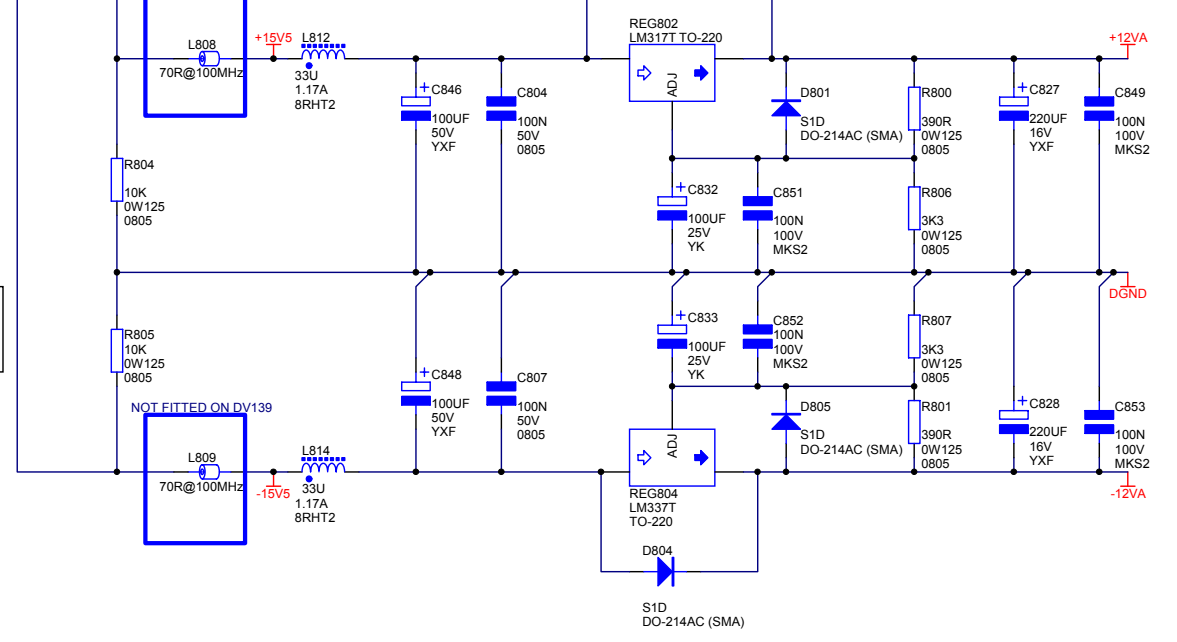 REG802
LM317T TO-220
ADJ
L808
70R@100MHz
+15V5
L812
33U
1.17A
8RHT2
+12VA
C846
+
100UF
50V
YXF
C804
100N
50V
0805
D801
S1D
DO-214AC (SMA)
R800
390R
0W125
0805
C827
+
220UF
16V
YXF
C849
100N
100V
MKS2
R804
10K
0W125
0805
C832
+
100UF
25V
YK
C851
100N
100V
MKS2
R806
3K3
0W125
0805
DGND
R805
10K
0W125
0805
C833
+
100UF
25V
YK
C852
100N
100V
MKS2
R807
3K3
0W125
0805
C848
+
100UF
50V
YXF
C807
100N
50V
0805
D805
S1D
DO-214AC (SMA)
R801
390R
0W125
0805
C828
+
220UF
16V
YXF
C853
100N
100V
MKS2
NOT FITTED ON DV139
L809
70R@100MHz
-15V5
L814
33U
1.17A
8RHT2
ADJ
REG804
LM337T
TO-220
-12VA
D804
S1D
DO-214AC (SMA)